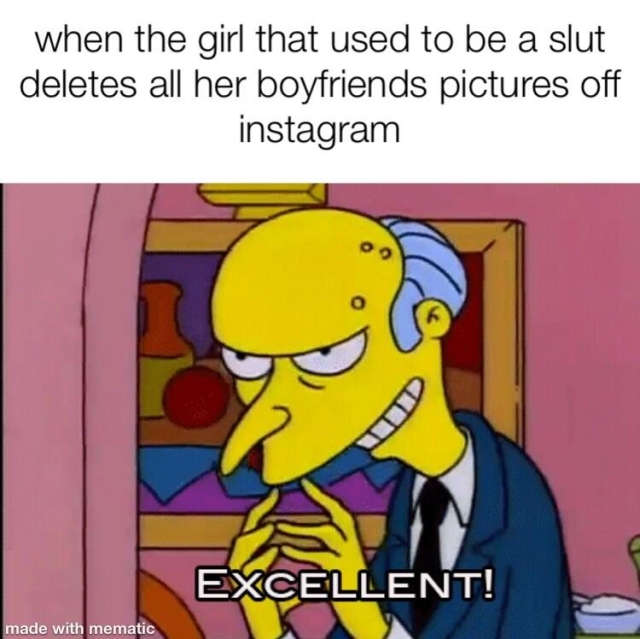 when the girl that used to be a slut
deletes all her boyfriends pictures off
instagram
EXCELLENT!
made with mematic